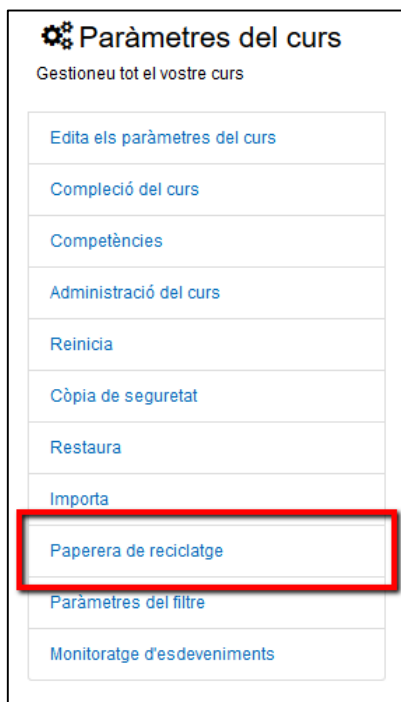 Paràmetres del curs
Gestioneu tot el vostre curs
Edita els paràmetres del curs
Compleció del curs
Competències
Administració del curs
Reinicia
Còpia de seguretat
Restaura
Importa
Paperera de reciclatge
Paràmetres del filtre
Monitoratge d'esdeveniments